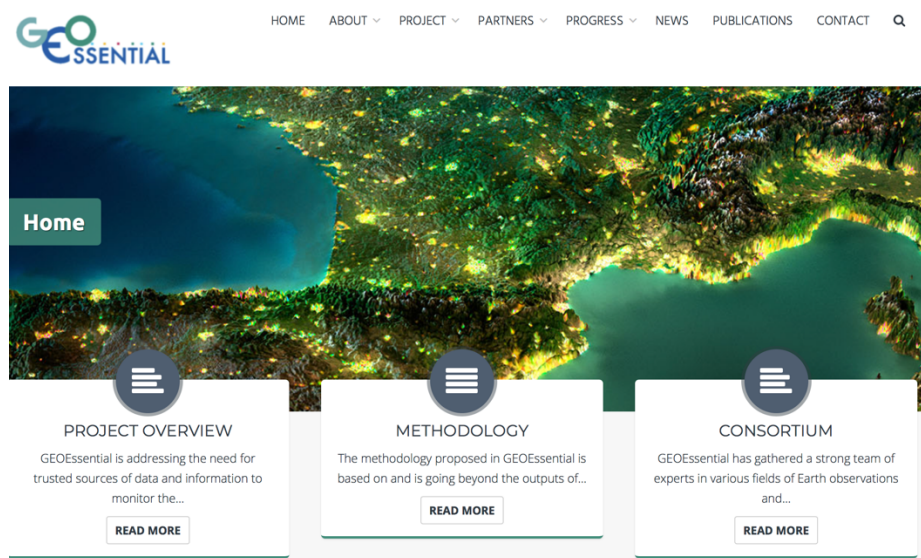 GEO ESSENTIAL
HOME ABOUT PROJECT PARTNERS PROGRESS NEWS PUBLICATIONS CONTACT
Home
PROJECT OVERVIEW
GEOEssential is addressing the need for
trusted sources of data and information to
monitor the...
READ MORE
METHODOLOGY
The methodology proposed in GEOEssential is
based on and is going beyond the outputs of...
READ MORE
CONSORTIUM
GEOEssential has gathered a strong team of
experts in various fields of Earth observations
and...
READ MORE